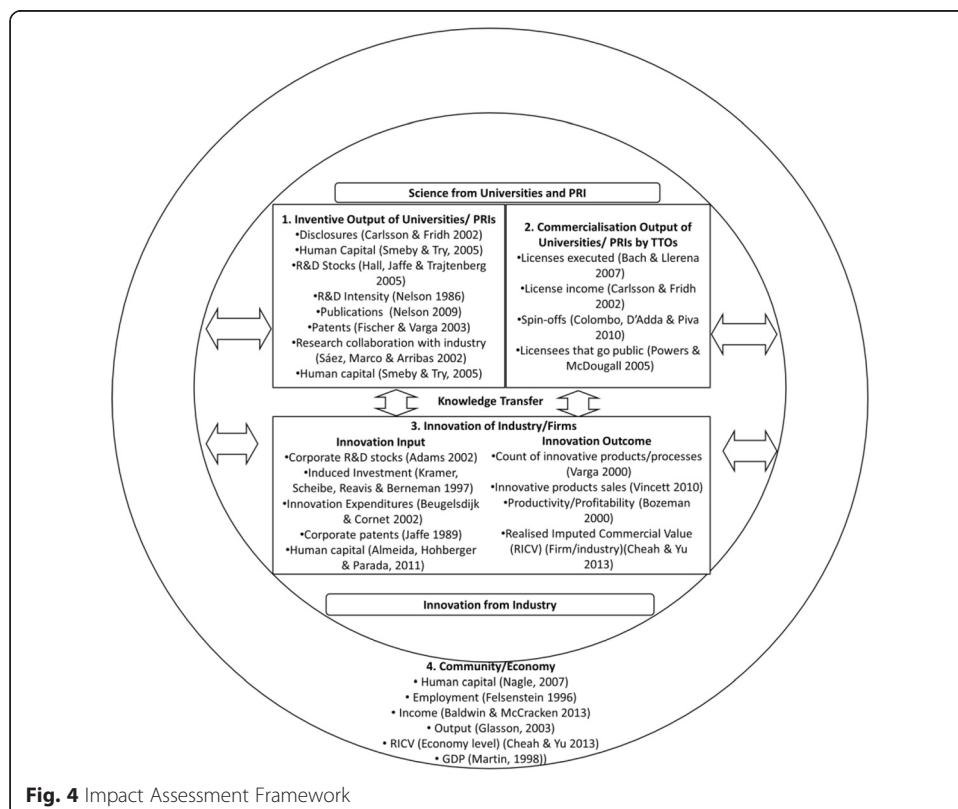 Science from Universities and PRI
1. Inventive Output of Universities/ PRIs
•Disclosures (Carlsson & Fridh 2002)
•Human Capital (Smeby & Try, 2005)
•R&D Stocks (Hall, Jaffe & Trajtenberg
2005)
•R&D Intensity (Nelson 1986)
•Publications (Nelson 2009)
•Patents (Fischer & Varga 2003)
•Research collaboration with industry
(Sáez, Marco & Arribas 2002)
•Human capital (Smeby & Try, 2005)
2. Commercialisation Output of
Universities/ PRIs by TTOs
•Licenses executed (Bach & Llerena
2007)
•License income (Carlsson & Fridh
2002)
•Spin-offs (Colombo, D'Adda & Piva
2010)
•Licensees that go public (Powers &
McDougall 2005)
Knowledge Transfer
3. Innovation of Industry/Firms
Innovation Input
•Corporate R&D stocks (Adams 2002)
•Induced Investment (Kramer,
Scheibe, Reavis & Berneman 1997)
•Innovation Expenditures (Beugelsdijk
& Cornet 2002)
•Corporate patents (Jaffe 1989)
•Human capital (Almeida, Hohberger
& Parada, 2011)
Innovation Outcome
•Count of innovative products/processes
(Varga 2000)
•Innovative products sales (Vincett 2010)
•Productivity/Profitability (Bozeman
2000)
•Realised Imputed Commercial Value
(RICV) (Firm/industry)(Cheah & Yu
2013)
Innovation from Industry
4. Community/Economy
• Human capital (Nagle, 2007)
• Employment (Felsenstein 1996)
• Income (Baldwin & McCracken 2013)
• Output (Glasson, 2003)
• RICV (Economy level) (Cheah & Yu 2013)
• GDP (Martin, 1998))
Fig. 4 Impact Assessment Framework